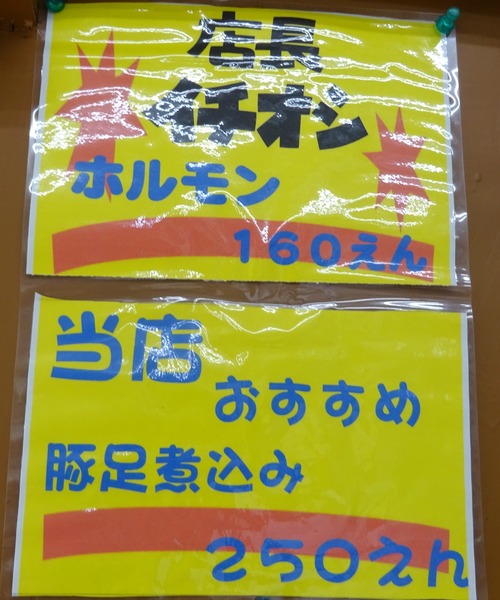 店長
イチオシ
ホルモン
160えん
当店
おすすめ
豚足煮込み
250えん